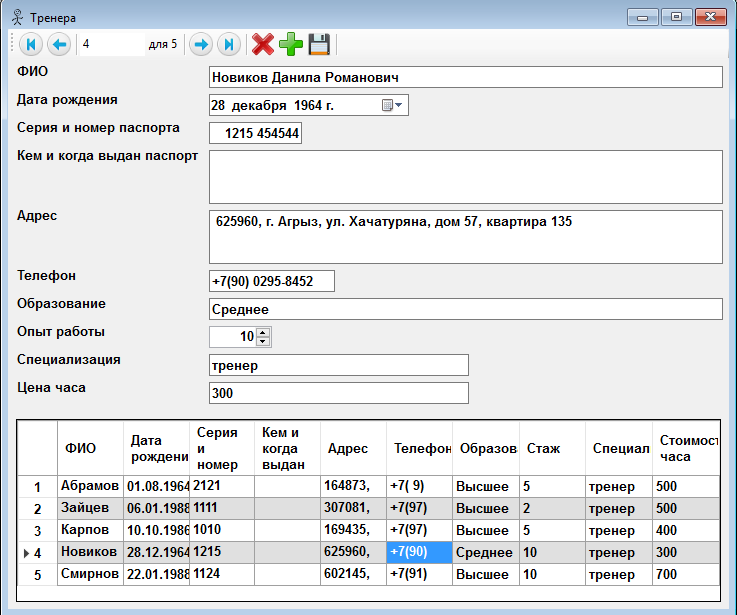 Тренера
4 для 5
ФИО Новиков Данила Романович
Дата рождения 28 декабря 1964 г.
Серия и номер паспорта 1215 454544
Кем и когда выдан паспорт
Адрес 625960, г. Агрыз, ул. Хачатуряна, дом 57, квартира 135
Телефон +7(90) 0295-8452
Образование Среднее
Опыт работы 10
Специализация тренер
Цена часа 300
ФИО Дата рождени Серия и номер Кем и когда выдан Адрес Телефон Образов Стаж Специал Стоимост часа
1 Абрамов 01.08.1964 2121 164873, +7( 9) Высшее 5 тренер 500
2 Зайцев 06.01.1988 1111 307081, +7(97) Высшее 2 тренер 500
3 Карпов 10.10.1986 1010 169435, +7(97) Высшее 5 тренер 400
4 Новиков 28.12.1964 1215 625960, +7(90) Среднее 10 тренер 300
5 Смирнов 22.01.1988 1124 602145, +7(91) Высшее 10 тренер 700